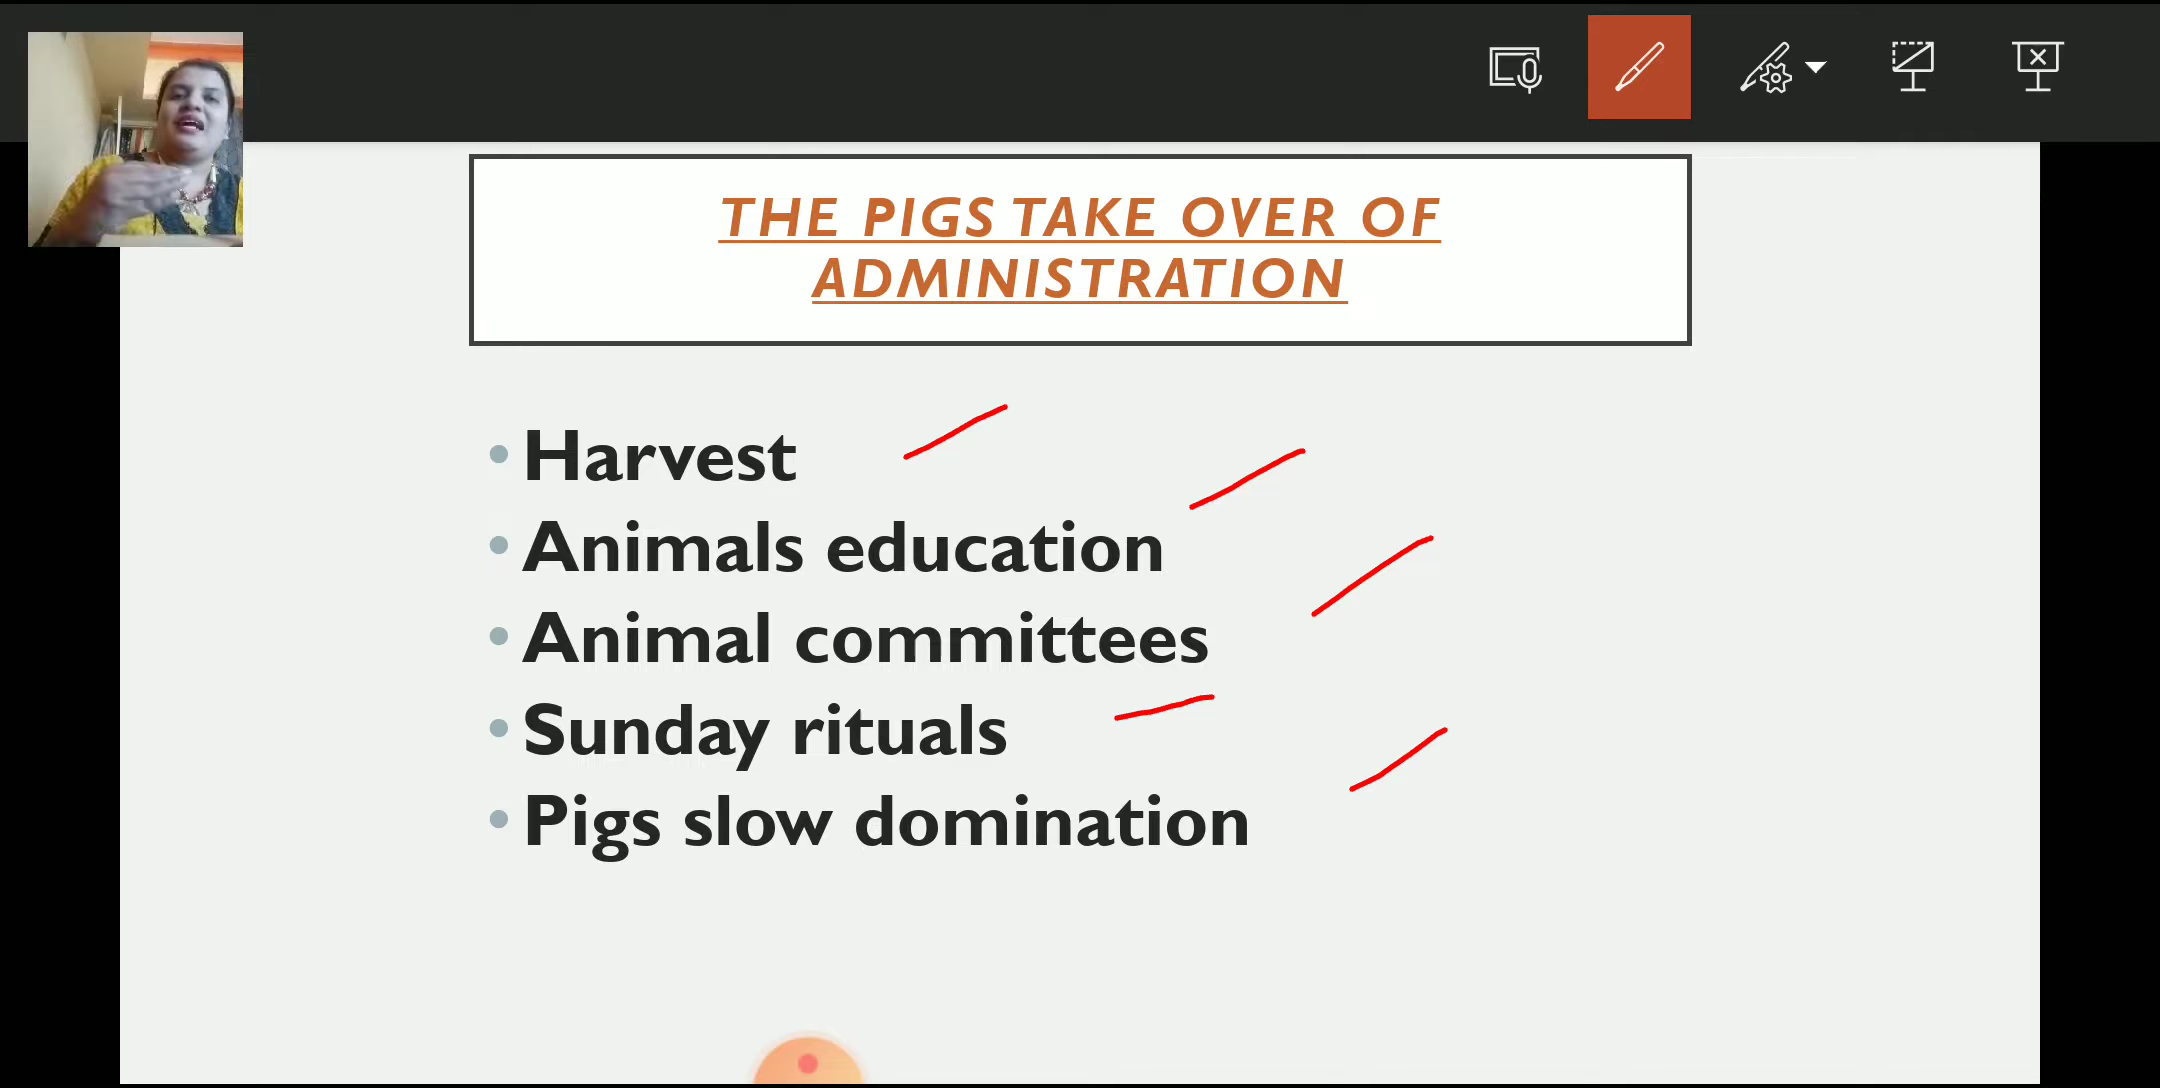 THE PIGS TAKE OVER OF
ADMINISTRATION
Harvest
Animals education
Animal committees
Sunday rituals
Pigs slow domination